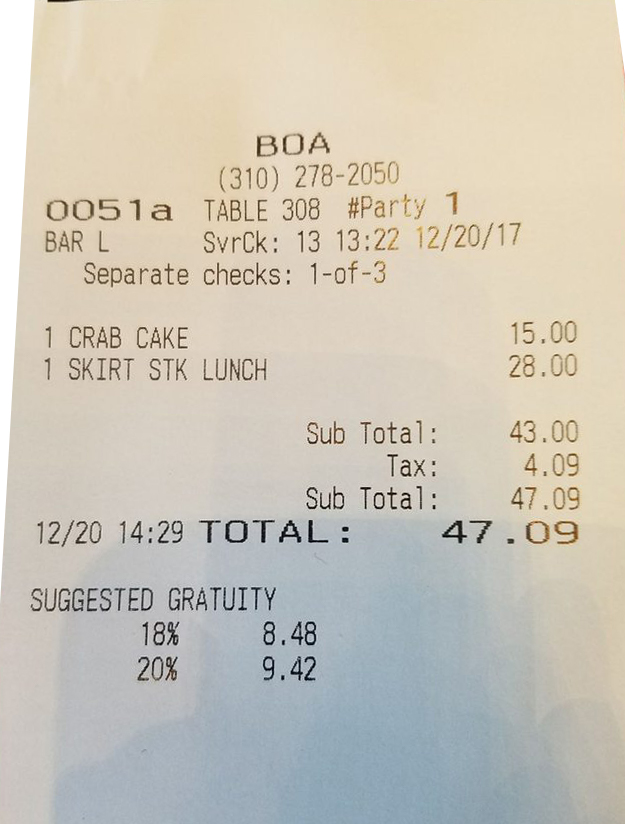 BOA
(310) 278-2050
0051a TABLE 308 #Party 1
BAR L SvrCk: 13 13:22 12/20/17
Separate checks: 1-of-3
1 CRAB CAKE 15.00
1 SKIRT STK LUNCH 28.00
Sub Total: 43.00
Tax: 4.09
Sub Total: 47.09
12/20 14:29 TOTAL: 47.09
SUGGESTED GRATUITY
18% 8.48
20% 9.42